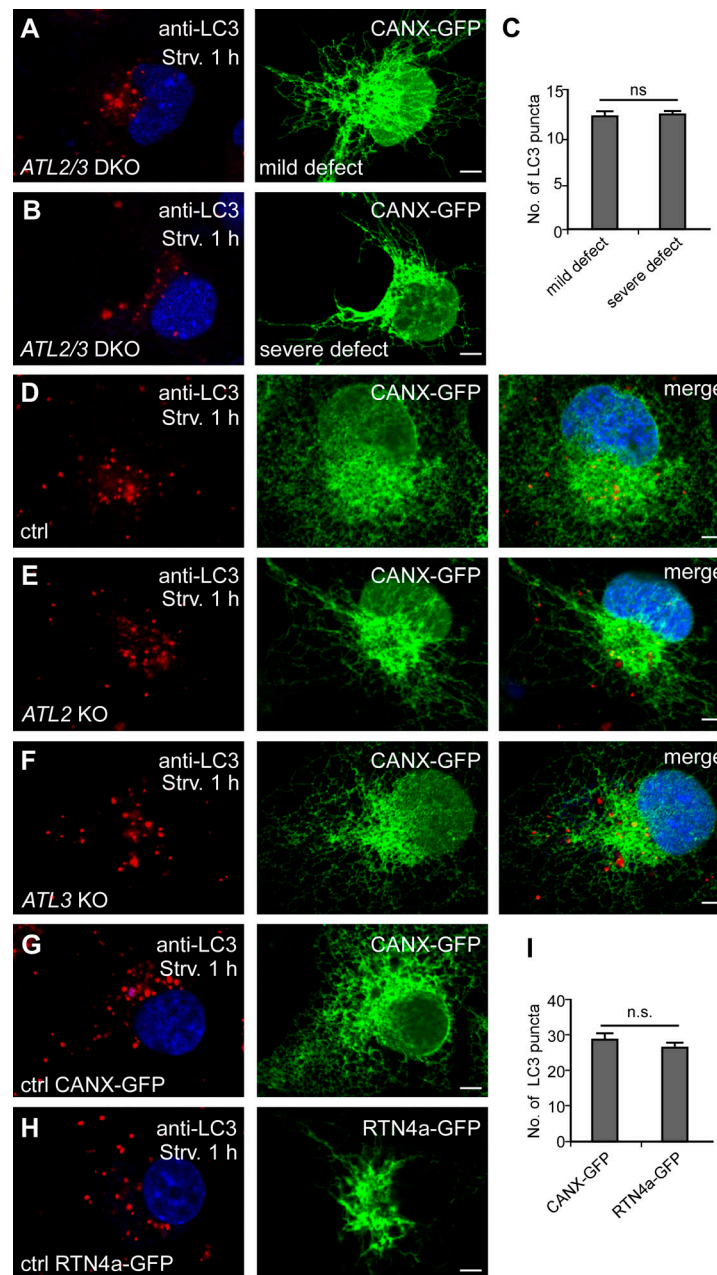 A
anti-LC3
Strv. 1 h
ATL2/3 DKO
CANX-GFP
mild defect
B
anti-LC3
Strv. 1 h
ATL2/3 DKO
CANX-GFP
severe defect
C
No. of LC3 puncta
15
10
5
0
ns
mild defect
severe defect
D
anti-LC3
Strv. 1 h
ctrl
CANX-GFP
merge
E
anti-LC3
Strv. 1 h
ATL2 KO
CANX-GFP
merge
F
anti-LC3
Strv. 1 h
ATL3 KO
CANX-GFP
merge
G
anti-LC3
Strv. 1 h
ctrl CANX-GFP
CANX-GFP
H
anti-LC3
Strv. 1 h
ctrl RTN4a-GFP
RTN4a-GFP
I
No. of LC3 puncta
40
30
20
10
0
n.s.
CANX-GFP
RTN4a-GFP